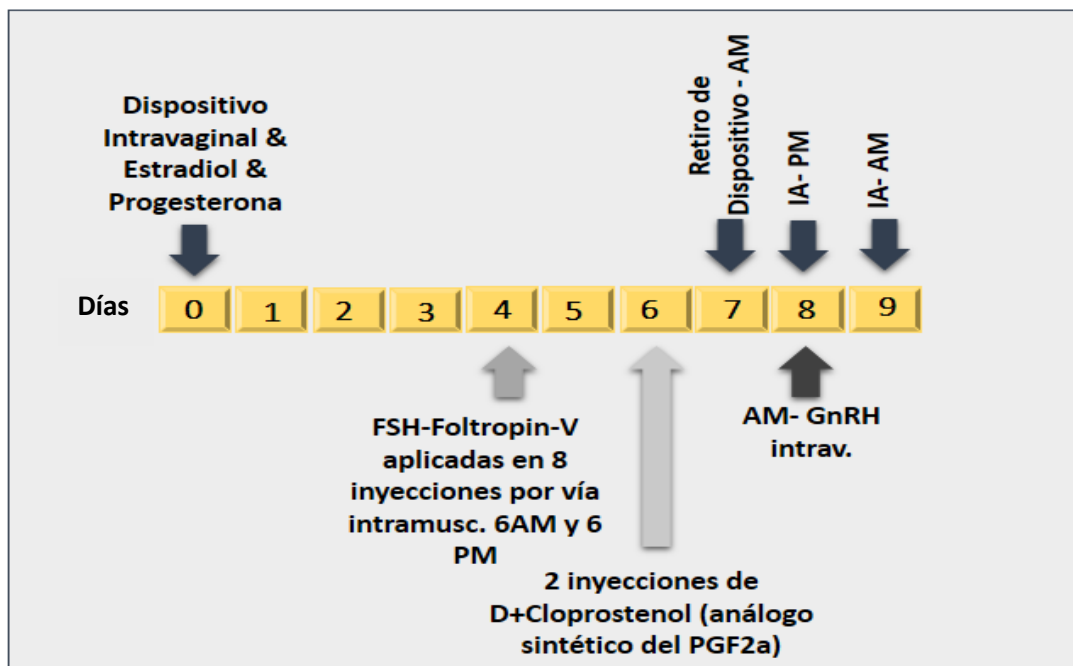 Dispositivo
Intravaginal &
Estradiol &
Progesterona
Retiro de
Dispositivo - AM
IA- PM
IA- AM
Días 0 1 2 3 4 5 6 7 8 9
FSH-Foltropin-V
aplicadas en 8
inyecciones por vía
intramusc. 6AM y 6
PM
AM- GnRH
intrav.
2 inyecciones de
D+Cloprostenol (análogo
sintético del PGF2a)